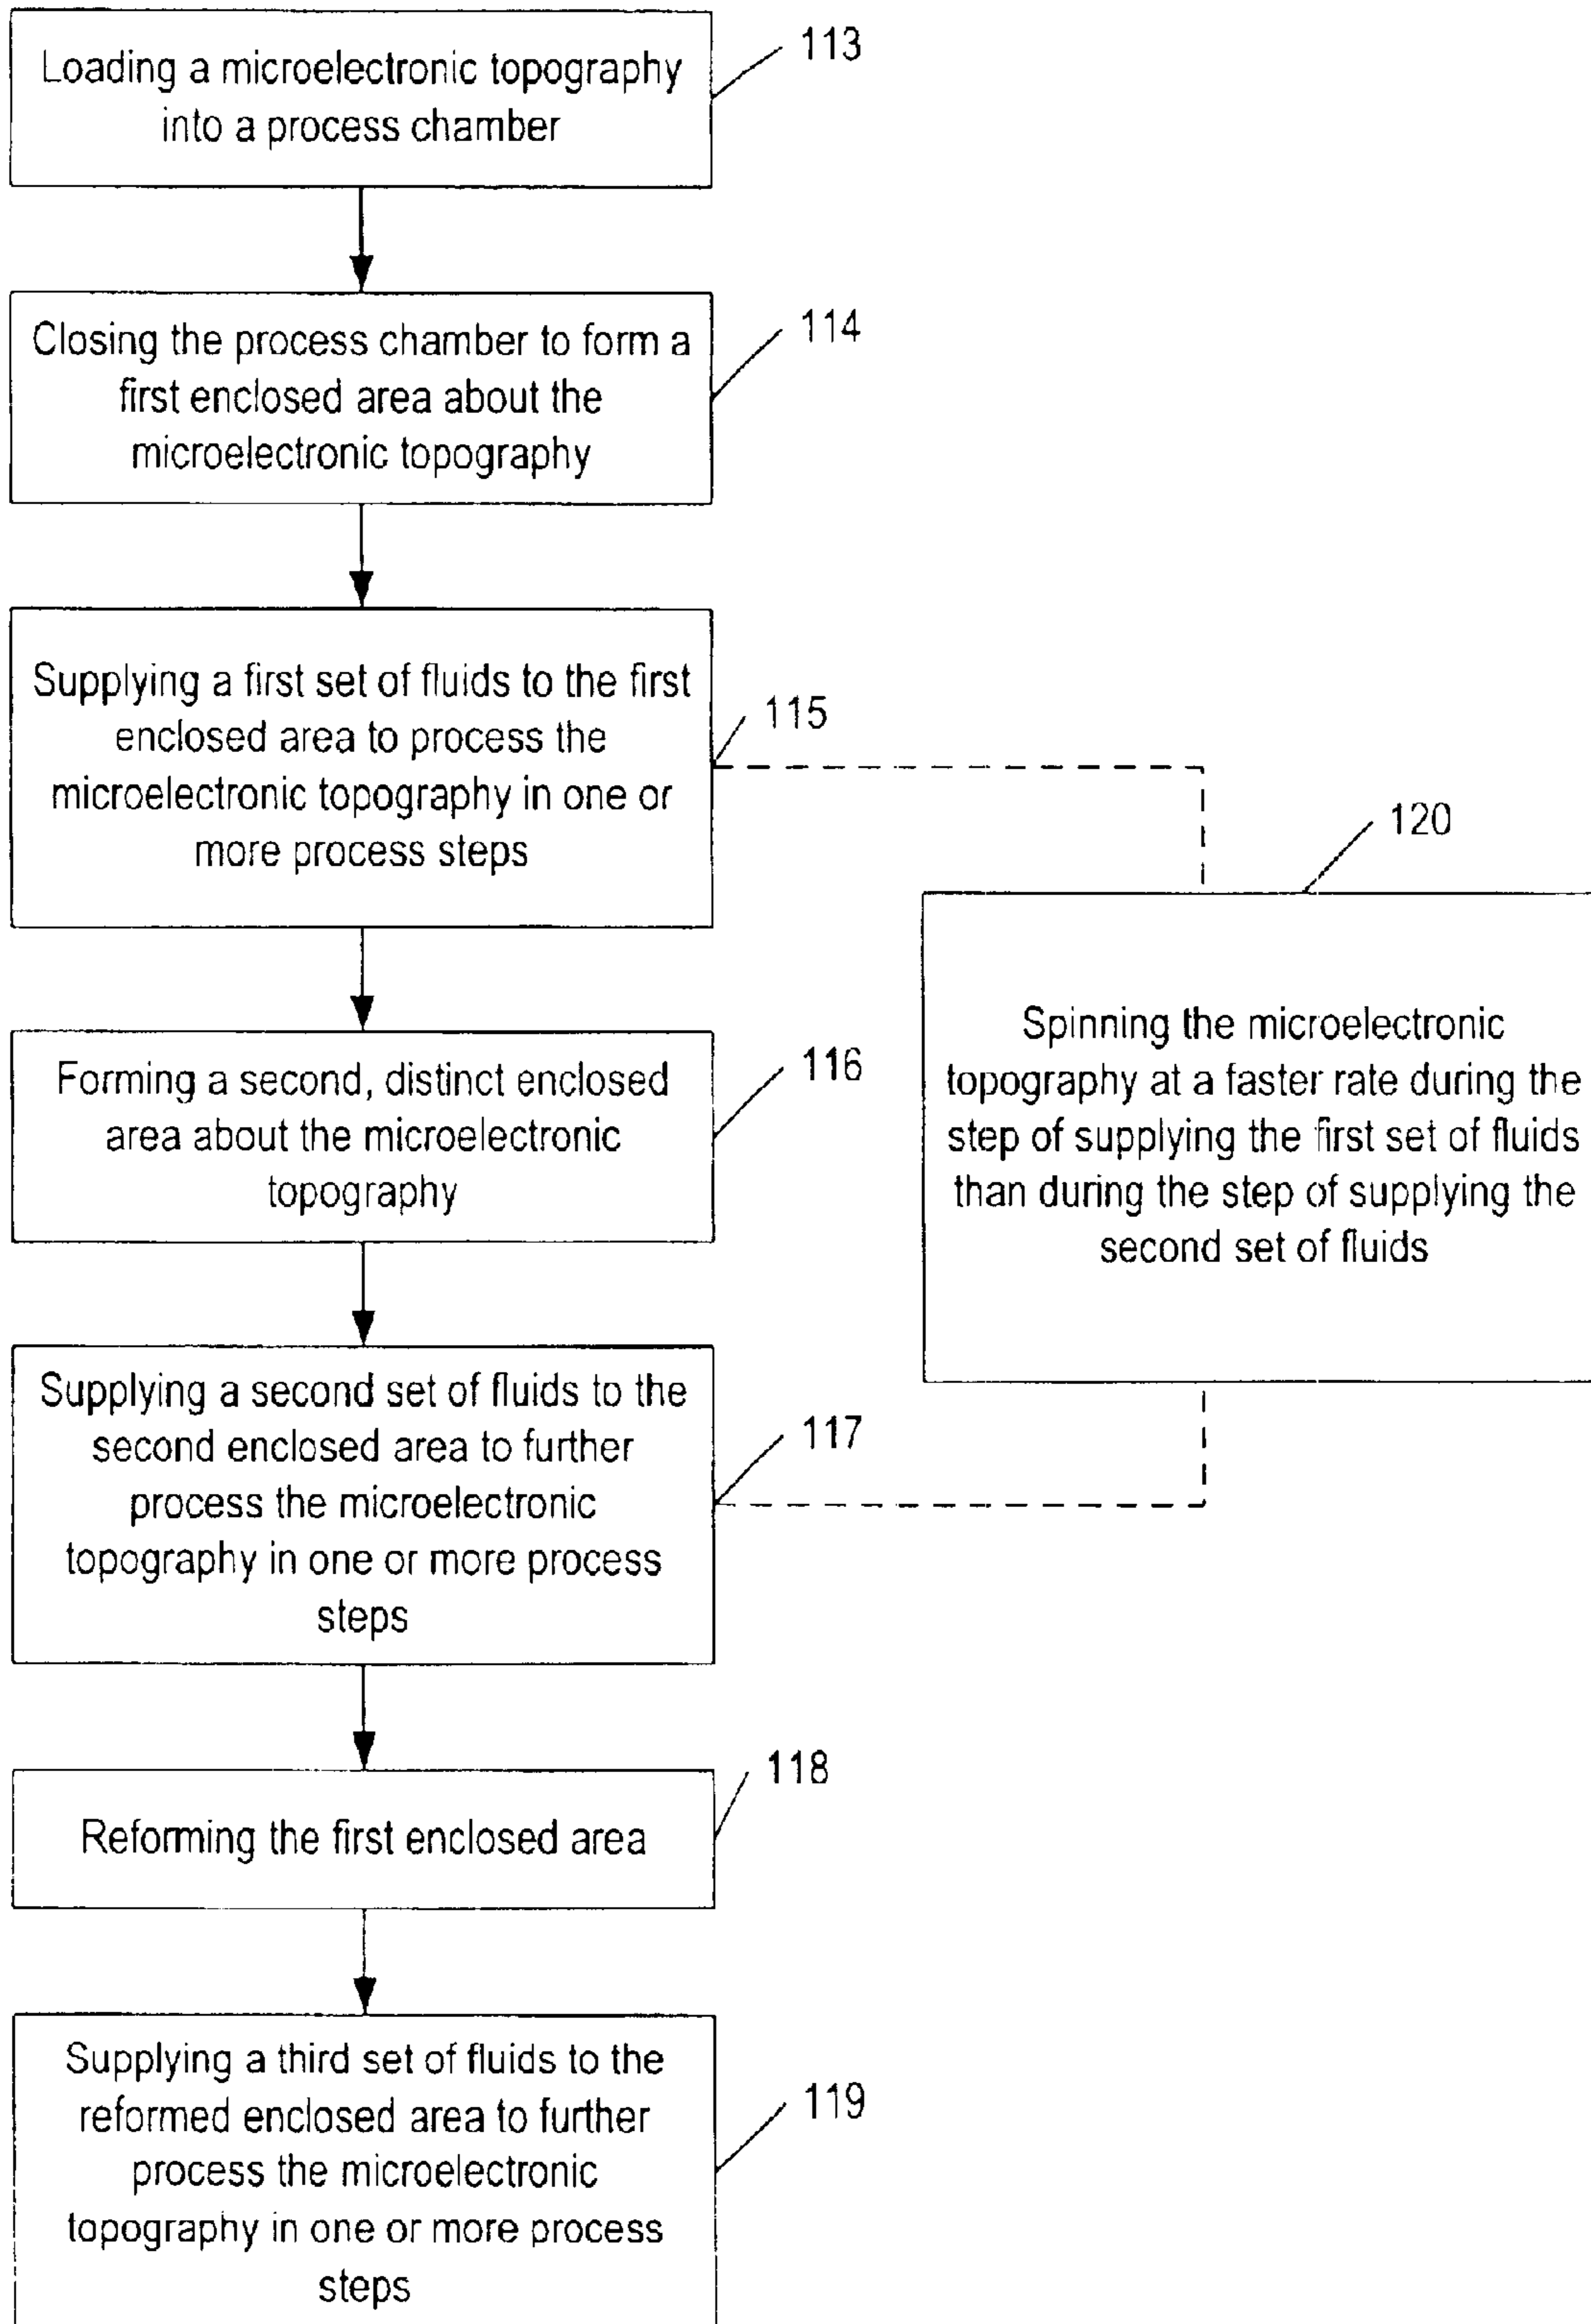 Loading a microelectronic topography
into a process chamber
113
Closing the process chamber to form a
first enclosed area about the
microelectronic topography
114
Supplying a first set of fluids to the first
enclosed area to process the
microelectronic topography in one or
more process steps
115
120
Spinning the microelectronic
topography at a faster rate during the
step of supplying the first set of fluids
than during the step of supplying the
second set of fluids
Forming a second, distinct enclosed
area about the microelectronic
topography
116
Supplying a second set of fluids to the
second enclosed area to further
process the microelectronic
topography in one or more process
steps
117
Reforming the first enclosed area
118
Supplying a third set of fluids to the
reformed enclosed area to further
process the microelectronic
topography in one or more process
steps
119